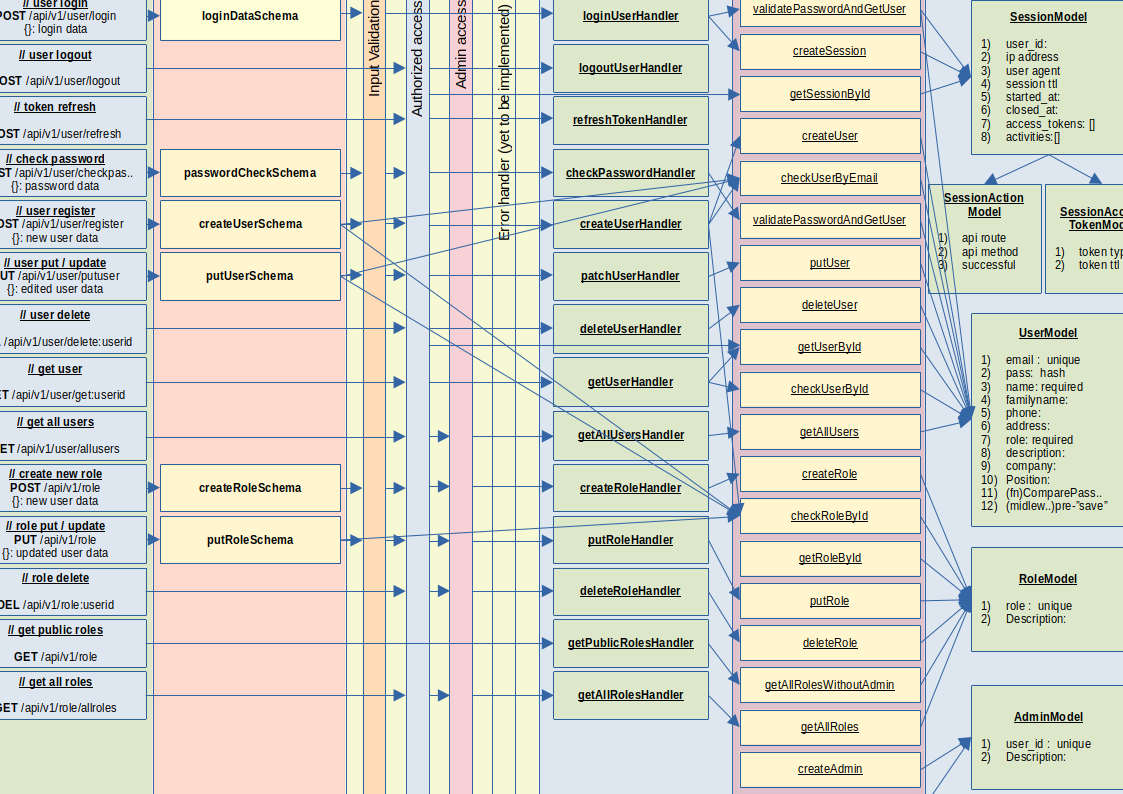 // user login
POST /api/v1/user/login
{}: login data
// user logout
OST /api/v1/user/logout
// token refresh
OST /api/v1/user/refresh
// check password
ST /api/v1/user/checkpas..
{}: password data
// user register
OST /api/v1/user/register
{}: new user data
// user put / update
UT /api/v1/user/putuser
{}: edited user data
// user delete
/api/v1/user/delete:userid
// get user
ET /api/v1/user/get:userid
// get all users
ET /api/v1/user/allusers
// create new role
POST /api/v1/role
{}: new user data
// role put / update
PUT /api/v1/role
{}: updated user data
// role delete
DEL /api/v1/role:userid
// get public roles
GET /api/v1/role
// get all roles
GET /api/v1/role/allroles
loginDataSchema
passwordCheckSchema
createUserSchema
putUserSchema
createRoleSchema
putRoleSchema
Input Validation
Authorized access
Admin access
Error handler (yet to be implemented)
loginUserHandler
logoutUserHandler
refreshTokenHandler
checkPasswordHandler
createUserHandler
patchUserHandler
deleteUserHandler
getUserHandler
getAllUsersHandler
createRoleHandler
putRoleHandler
deleteRoleHandler
getPublicRolesHandler
getAllRolesHandler
validatePasswordAndGetUser
createSession
getSessionById
createUser
checkUserByEmail
validatePasswordAndGetUser
putUser
deleteUser
getUserById
checkUserById
getAllUsers
createRole
checkRoleById
getRoleById
putRole
deleteRole
getAllRolesWithoutAdmin
getAllRoles
createAdmin
SessionModel
1) user_id:
2) ip address
3) user agent
4) session ttl
5) started_at:
6) closed_at:
7) access_tokens: []
8) activities:[]
SessionAction
Model
1) api route
2) api method
3) successful
SessionAcc
TokenMod
1) token typ
2) token ttl
UserModel
1) email : unique
2) pass: hash
3) name: required
4) familyname:
5) phone:
6) address:
7) role: required
8) description:
9) company:
10) Position:
11) (fn)ComparePass..
12) (midlew..)pre-"save"
RoleModel
1) role : unique
2) Description:
AdminModel
1) user_id : unique
2) Description: